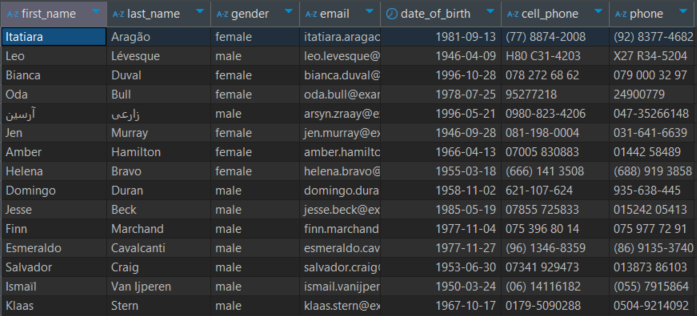 A-Z first_name A-Z last_name A-Z gender A-Z email date_of_birth A-Z cell_phone A-Z phone
Itatiara Aragão female itatiara.aragac 1981-09-13 (77) 8874-2008 (92) 8377-4682
Leo Lévesque male leo.levesque@ 1946-04-09 H80 C31-4203 X27 R34-5204
Bianca Duval female bianca.duval@ 1996-10-28 078 272 68 62 079 000 32 97
Oda Bull female oda.bull@exar 1978-07-25 95277218 24900779
آرسین زارعی male arsyn.zraay@e 1996-05-21 0980-823-4206 047-35266148
Jen Murray female jen.murray@e 1946-09-28 081-198-0004 031-641-6639
Amber Hamilton female amber.hamilto 1966-04-13 07005 830883 01442 58489
Helena Bravo female helena.bravo@ 1955-03-18 (666) 141 3508 (688) 919 3858
Domingo Duran male domingo.dura 1958-11-02 621-107-624 935-638-445
Jesse Beck male jesse.beck@ex 1985-05-19 07855 725833 015242 05413
Finn Marchand male finn.marchand 1977-11-04 075 396 80 14 075 977 72 91
Esmeraldo Cavalcanti male esmeraldo.cav 1977-11-27 (96) 1346-8359 (86) 9135-3740
Salvador Craig male salvador.craig 1953-06-30 07341 929473 013873 86103
Ismaïl Van Ijperen male ismail.vanijper 1950-03-24 (06) 14116182 (055) 7915864
Klaas Stern male klaas.stern@ex 1967-10-17 0179-5090288 0504-9214092